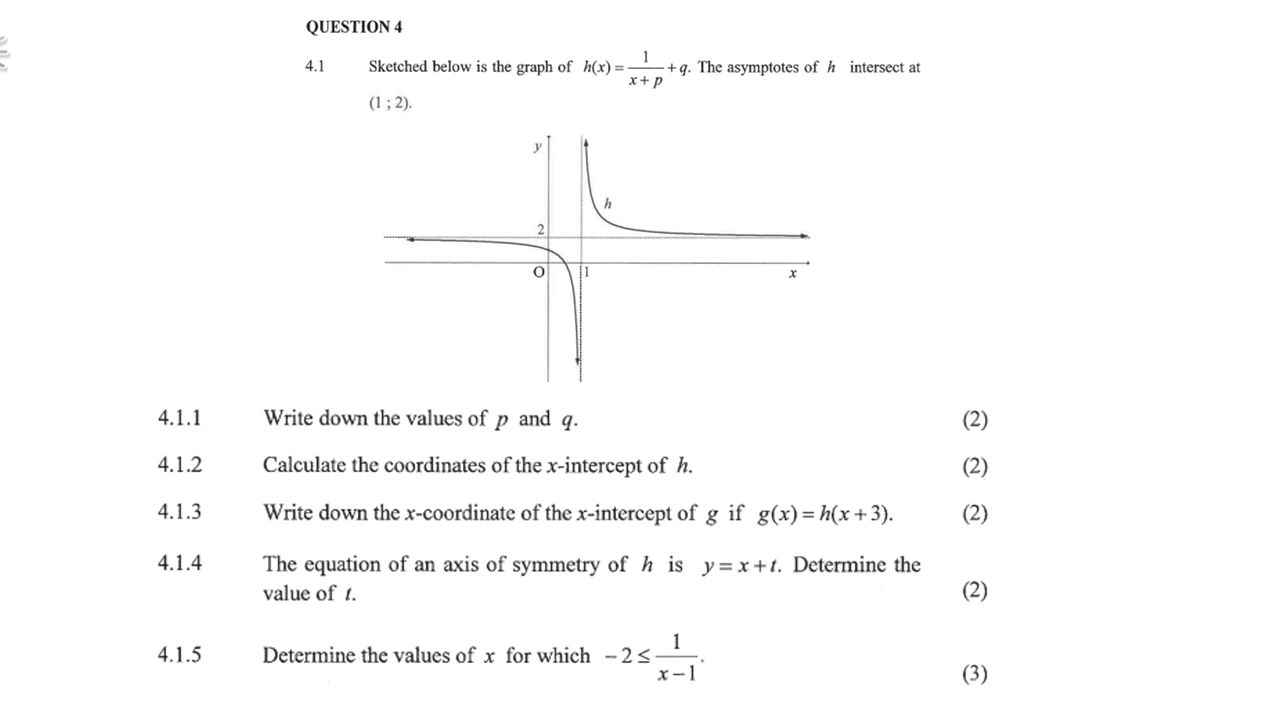 QUESTION 4
4.1 Sketched below is the graph of h(x) = 1/(x + p) + q. The asymptotes of h intersect at
(1 ; 2).
y
h
2
O 1 x
4.1.1 Write down the values of p and q. (2)
4.1.2 Calculate the coordinates of the x-intercept of h. (2)
4.1.3 Write down the x-coordinate of the x-intercept of g if g(x) = h(x + 3). (2)
4.1.4 The equation of an axis of symmetry of h is y = x + t. Determine the
value of t. (2)
4.1.5 Determine the values of x for which −2 ≤ 1/(x − 1). (3)